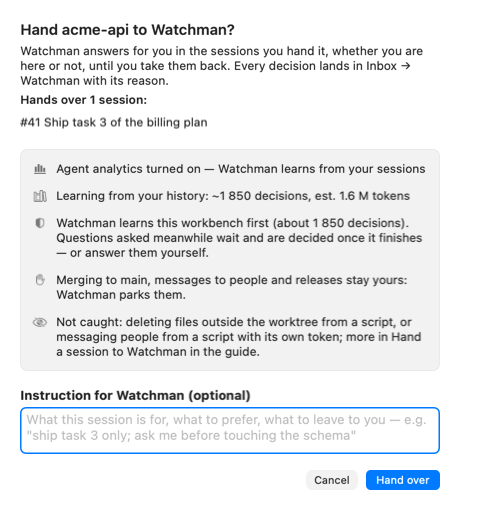 Hand acme-api to Watchman?
Watchman answers for you in the sessions you hand it, whether you are
here or not, until you take them back. Every decision lands in Inbox →
Watchman with its reason.
Hands over 1 session:
#41 Ship task 3 of the billing plan
Agent analytics turned on — Watchman learns from your sessions
Learning from your history: ~1 850 decisions, est. 1.6 M tokens
Watchman learns this workbench first (about 1 850 decisions).
Questions asked meanwhile wait and are decided once it finishes
— or answer them yourself.
Merging to main, messages to people and releases stay yours:
Watchman parks them.
Not caught: deleting files outside the worktree from a script, or
messaging people from a script with its own token; more in Hand
a session to Watchman in the guide.
Instruction for Watchman (optional)
What this session is for, what to prefer, what to leave to you — e.g.
"ship task 3 only; ask me before touching the schema"
Cancel
Hand over